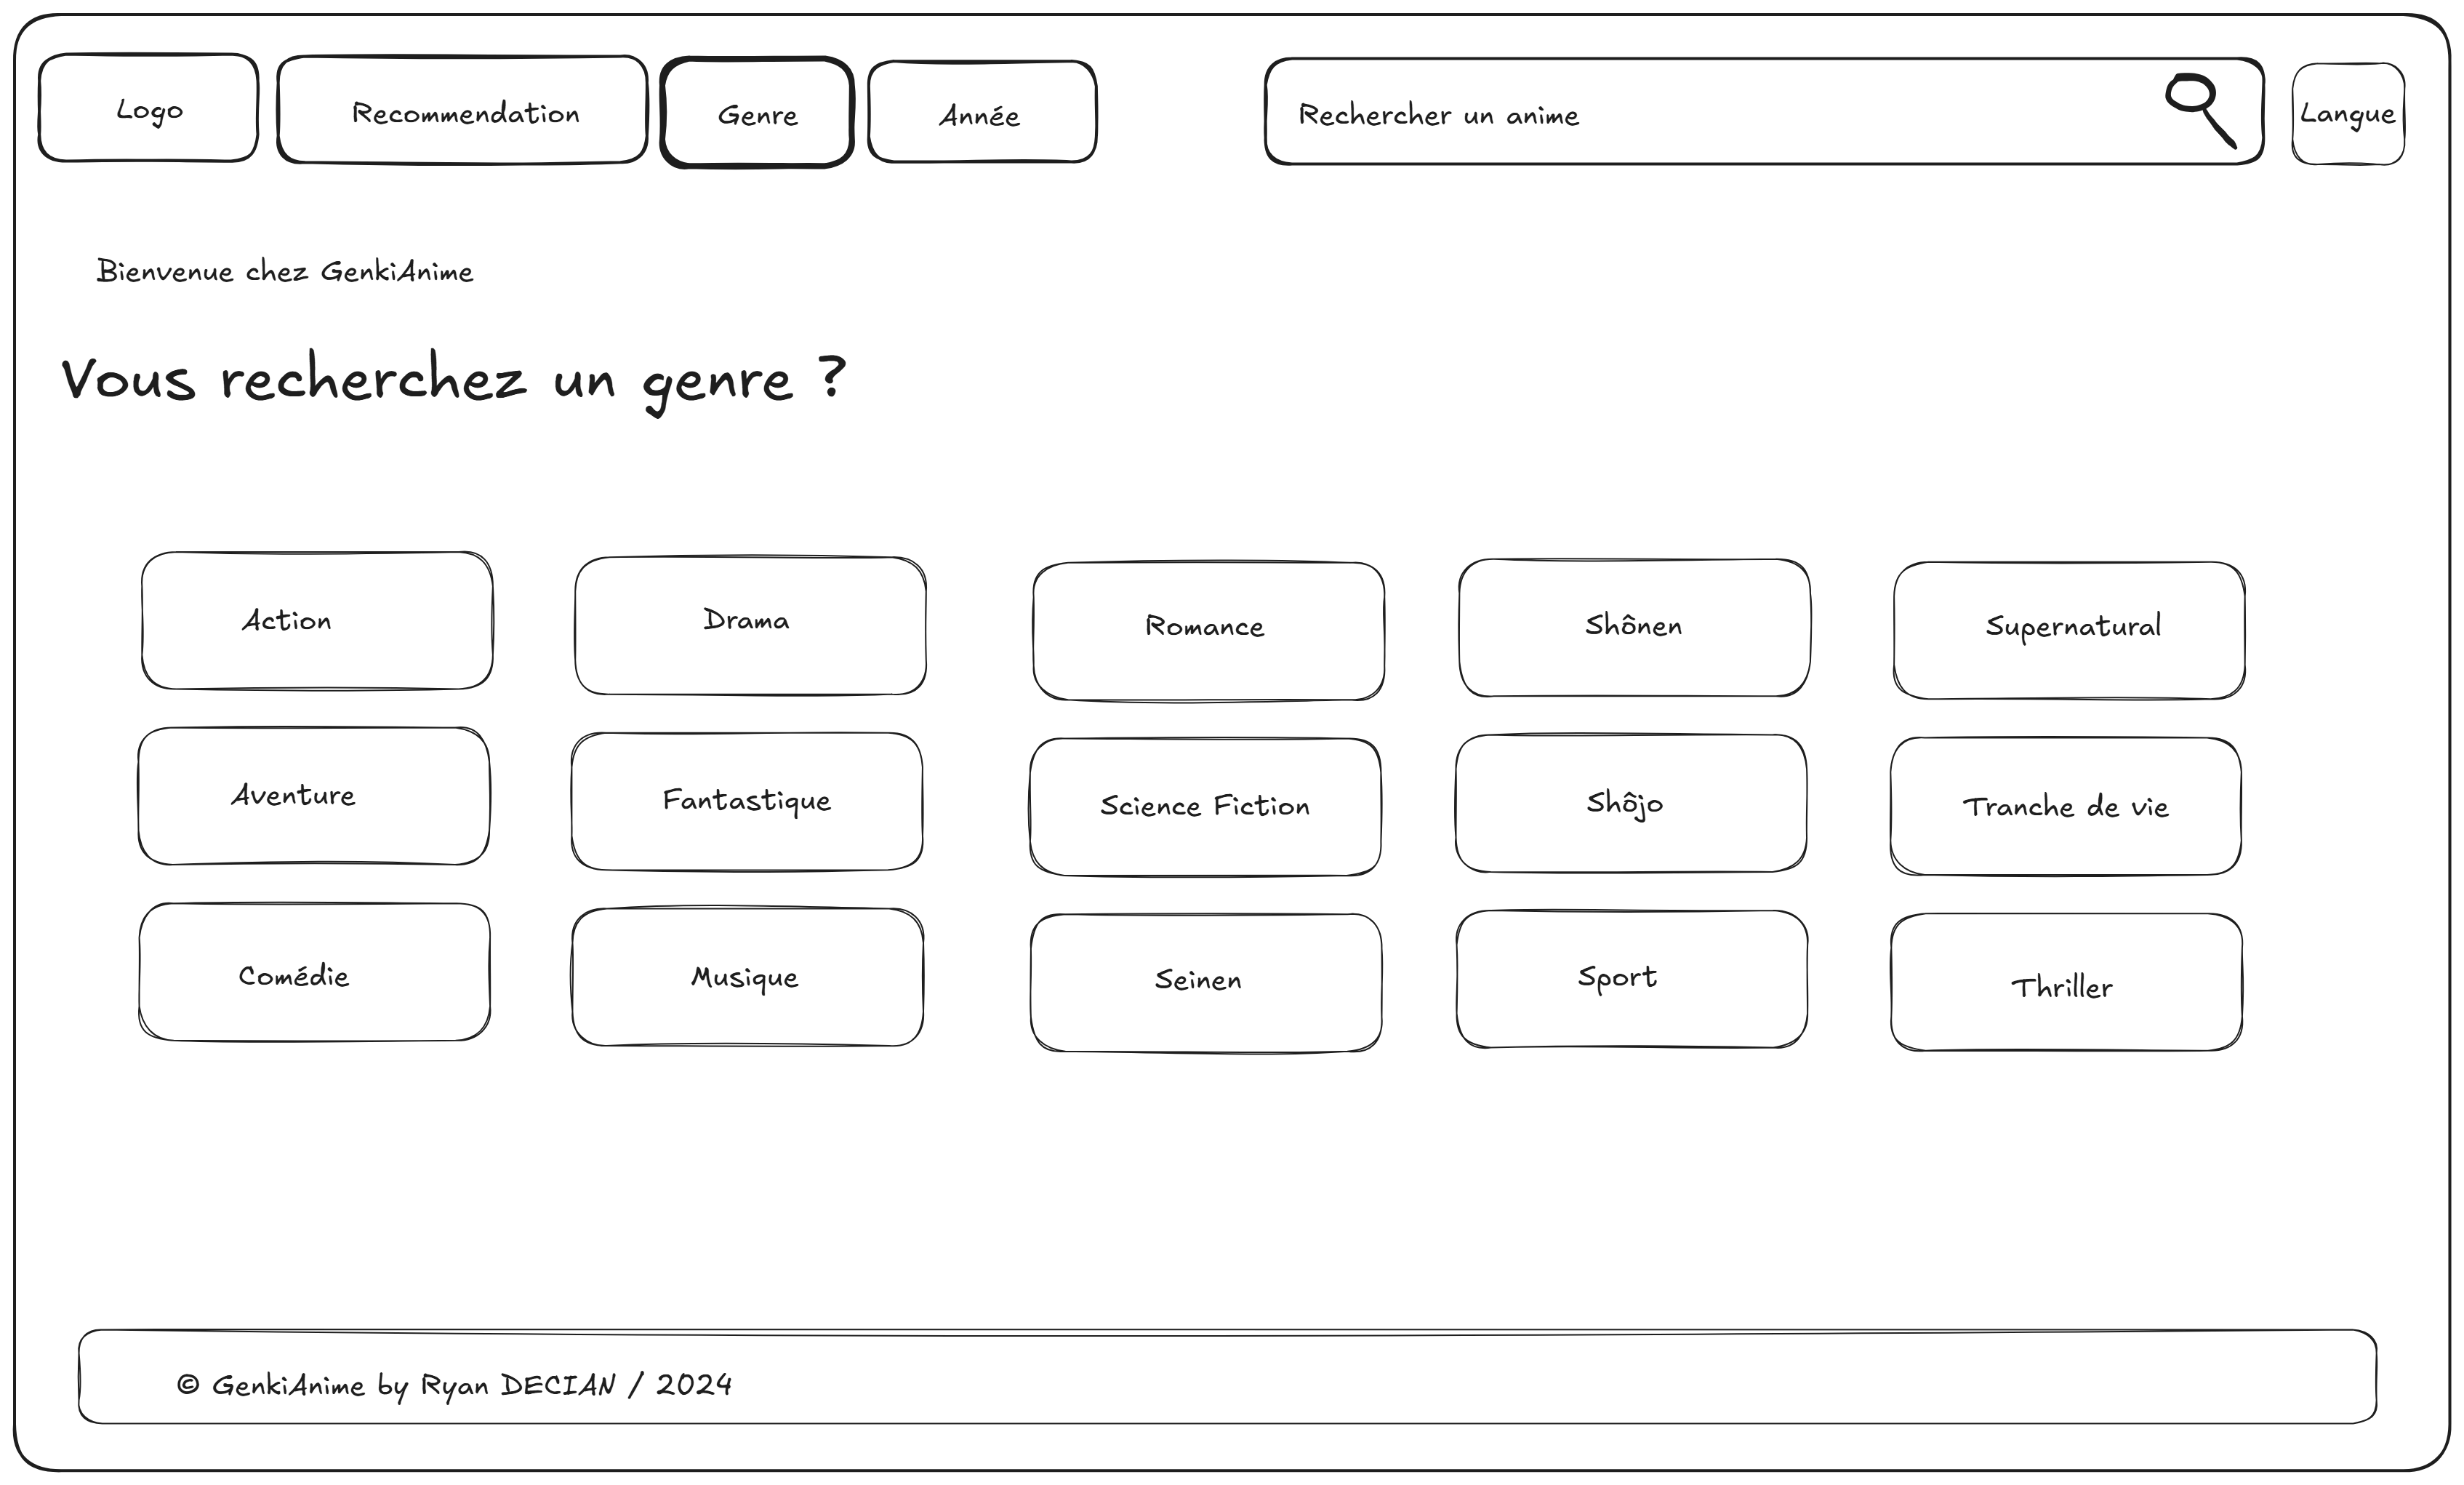 Logo
Recommendation
Genre
Année
Rechercher un anime
Langue
Bienvenue chez GenkiAnime
Vous recherchez un genre ?
Action
Drama
Romance
Shônen
Supernatural
Aventure
Fantastique
Science Fiction
Shôjo
Tranche de vie
Comédie
Musique
Seinen
Sport
Thriller
© GenkiAnime by Ryan DECIAN / 2024